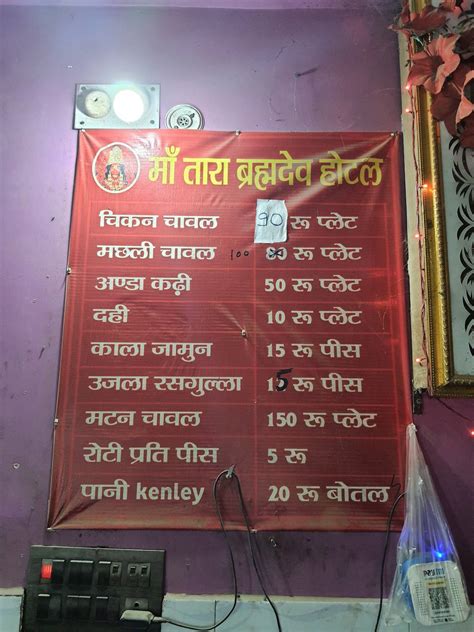 माँ तारा ब्रह्मदेव होटल
चिकन चावल 90 रू प्लेट
मछली चावल 100 80 रू प्लेट
अण्डा कढ़ी 50 रू प्लेट
दही 10 रू प्लेट
काला जामुन 15 रू पीस
उजला रसगुल्ला 15 रू पीस
मटन चावल 150 रू प्लेट
रोटी प्रति पीस 5 रू
पानी kenley 20 रू बोतल